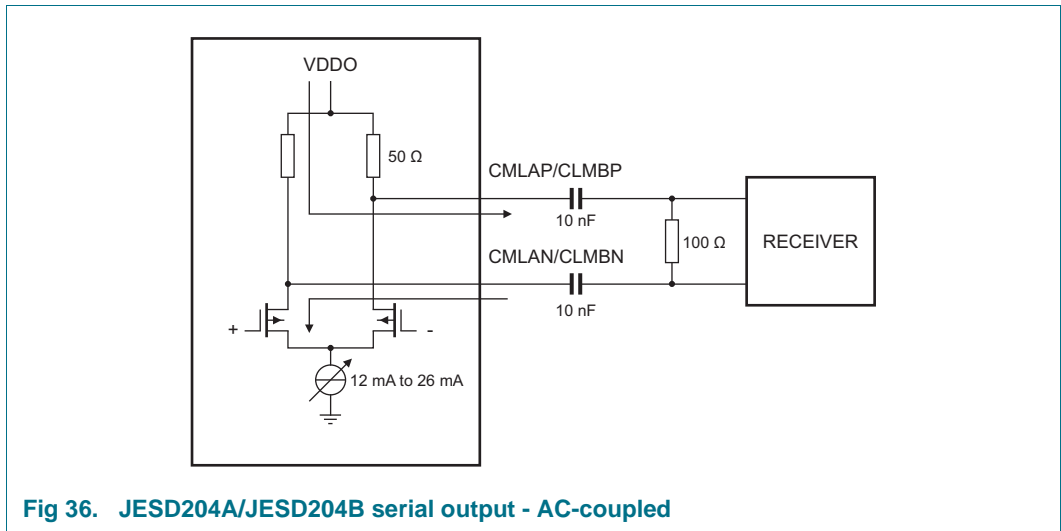 VDDO
50 Ω
CMLAP/CLMBP
10 nF
100 Ω
RECEIVER
CMLAN/CLMBN
10 nF
+
-
12 mA to 26 mA
Fig 36. JESD204A/JESD204B serial output - AC-coupled